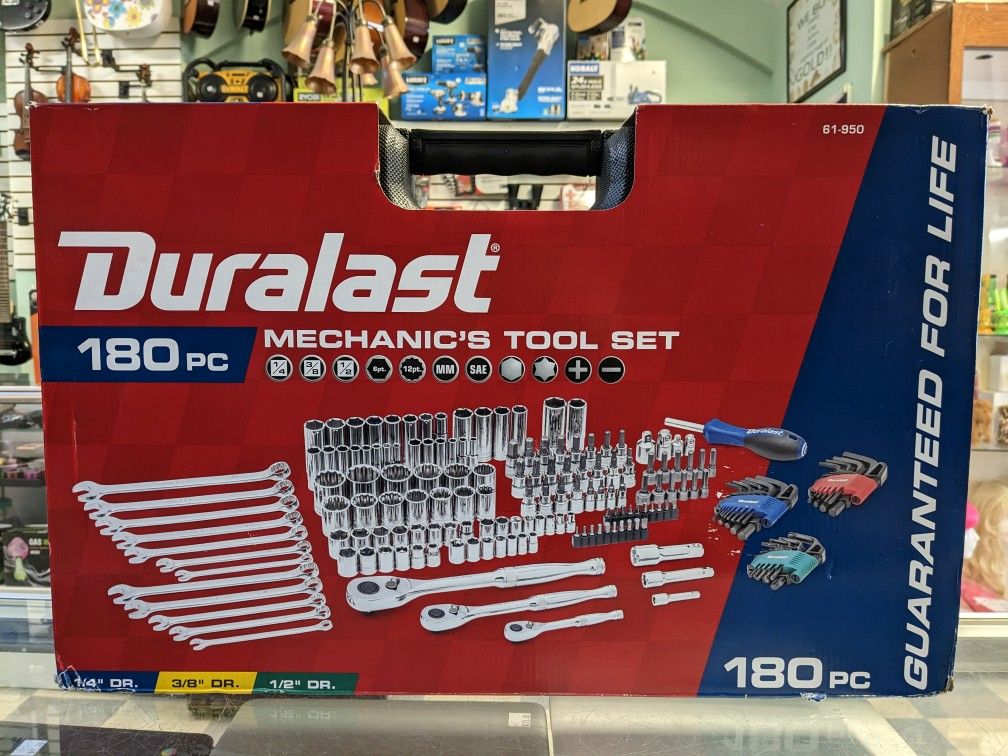 61-950
Duralast®
180 PC
MECHANIC'S TOOL SET
1/4 3/8 1/2 6pt. 12pt. MM SAE
GUARANTEED FOR LIFE
Duralast
180 PC
1/4" DR. 3/8" DR. 1/2" DR.
KOBALT
DEWALT
RYOBI
GOLD!!